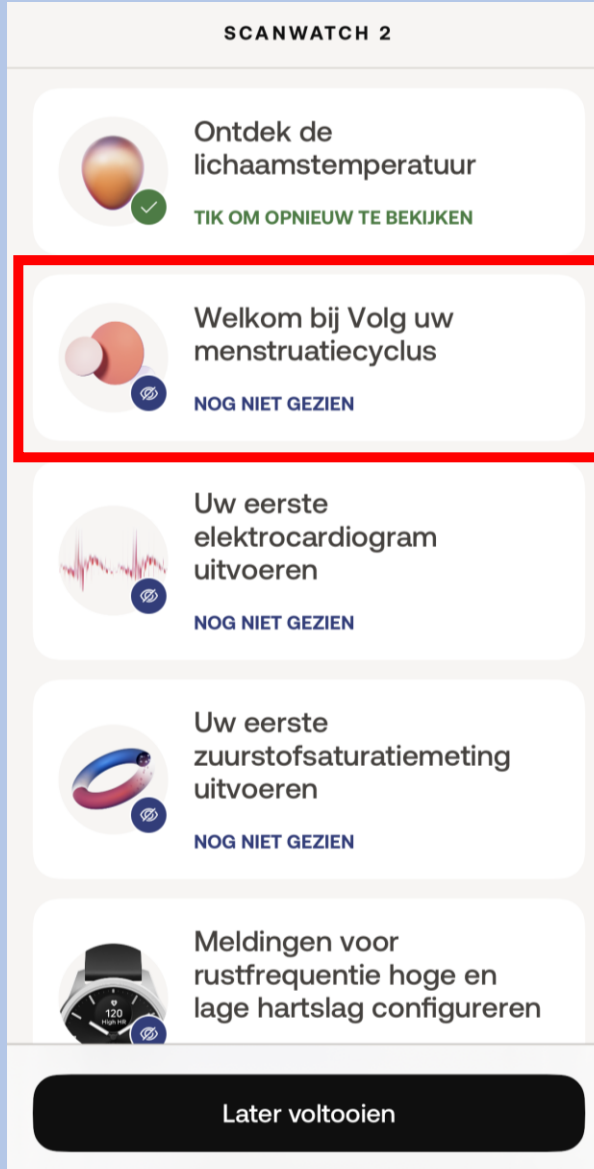 SCANWATCH 2
Ontdek de
lichaamstemperatuur
TIK OM OPNIEUW TE BEKIJKEN
Welkom bij Volg uw
menstruatiecyclus
NOG NIET GEZIEN
Uw eerste
elektrocardiogram
uitvoeren
NOG NIET GEZIEN
Uw eerste
zuurstofsaturatiemeting
uitvoeren
NOG NIET GEZIEN
Meldingen voor
rustfrequentie hoge en
lage hartslag configureren
120
High HR
Later voltooien